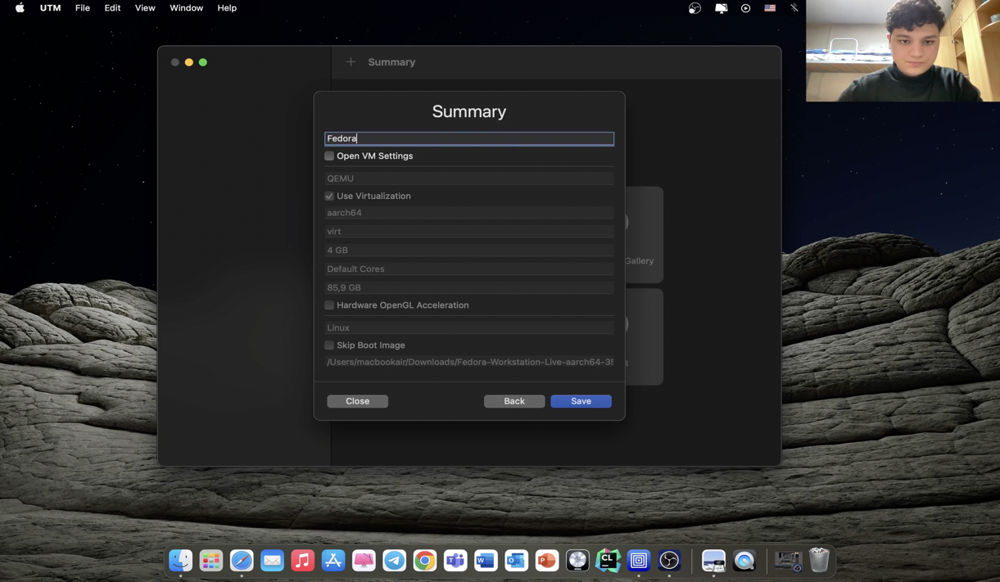 UTM File Edit View Window Help
Summary
Summary
Fedora
Open VM Settings
QEMU
Use Virtualization
aarch64
virt
4 GB
Gallery
Default Cores
85,9 GB
Hardware OpenGL Acceleration
Linux
Skip Boot Image
/Users/macbookair/Downloads/Fedora-Workstation-Live-aarch64-35
Close Back Save
CL